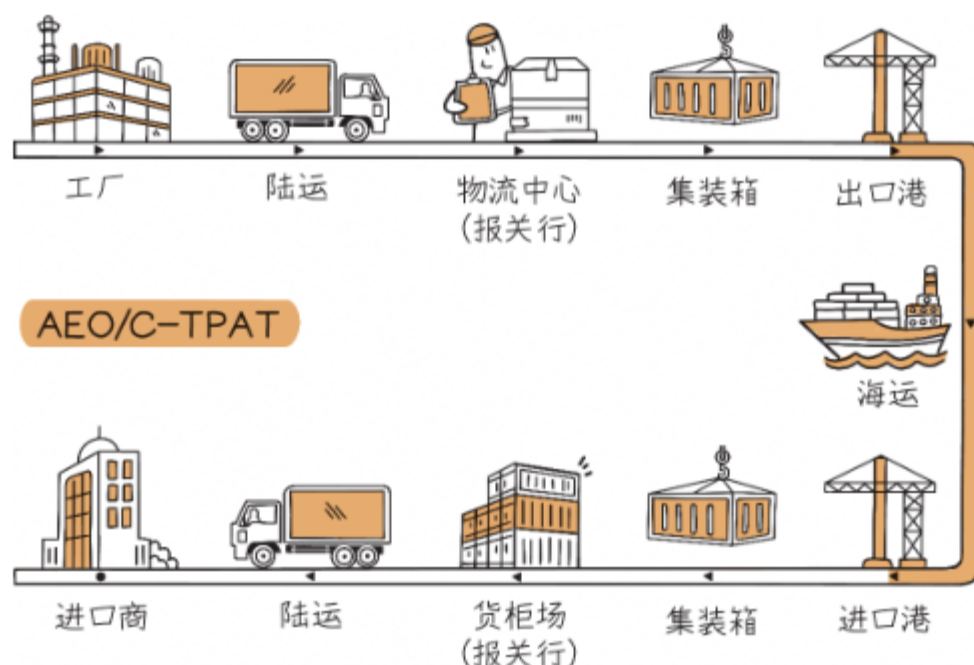 工厂
陆运
物流中心
(报关行)
集装箱
出口港
AEO/C-TPAT
海运
进口商
陆运
货柜场
(报关行)
集装箱
进口港